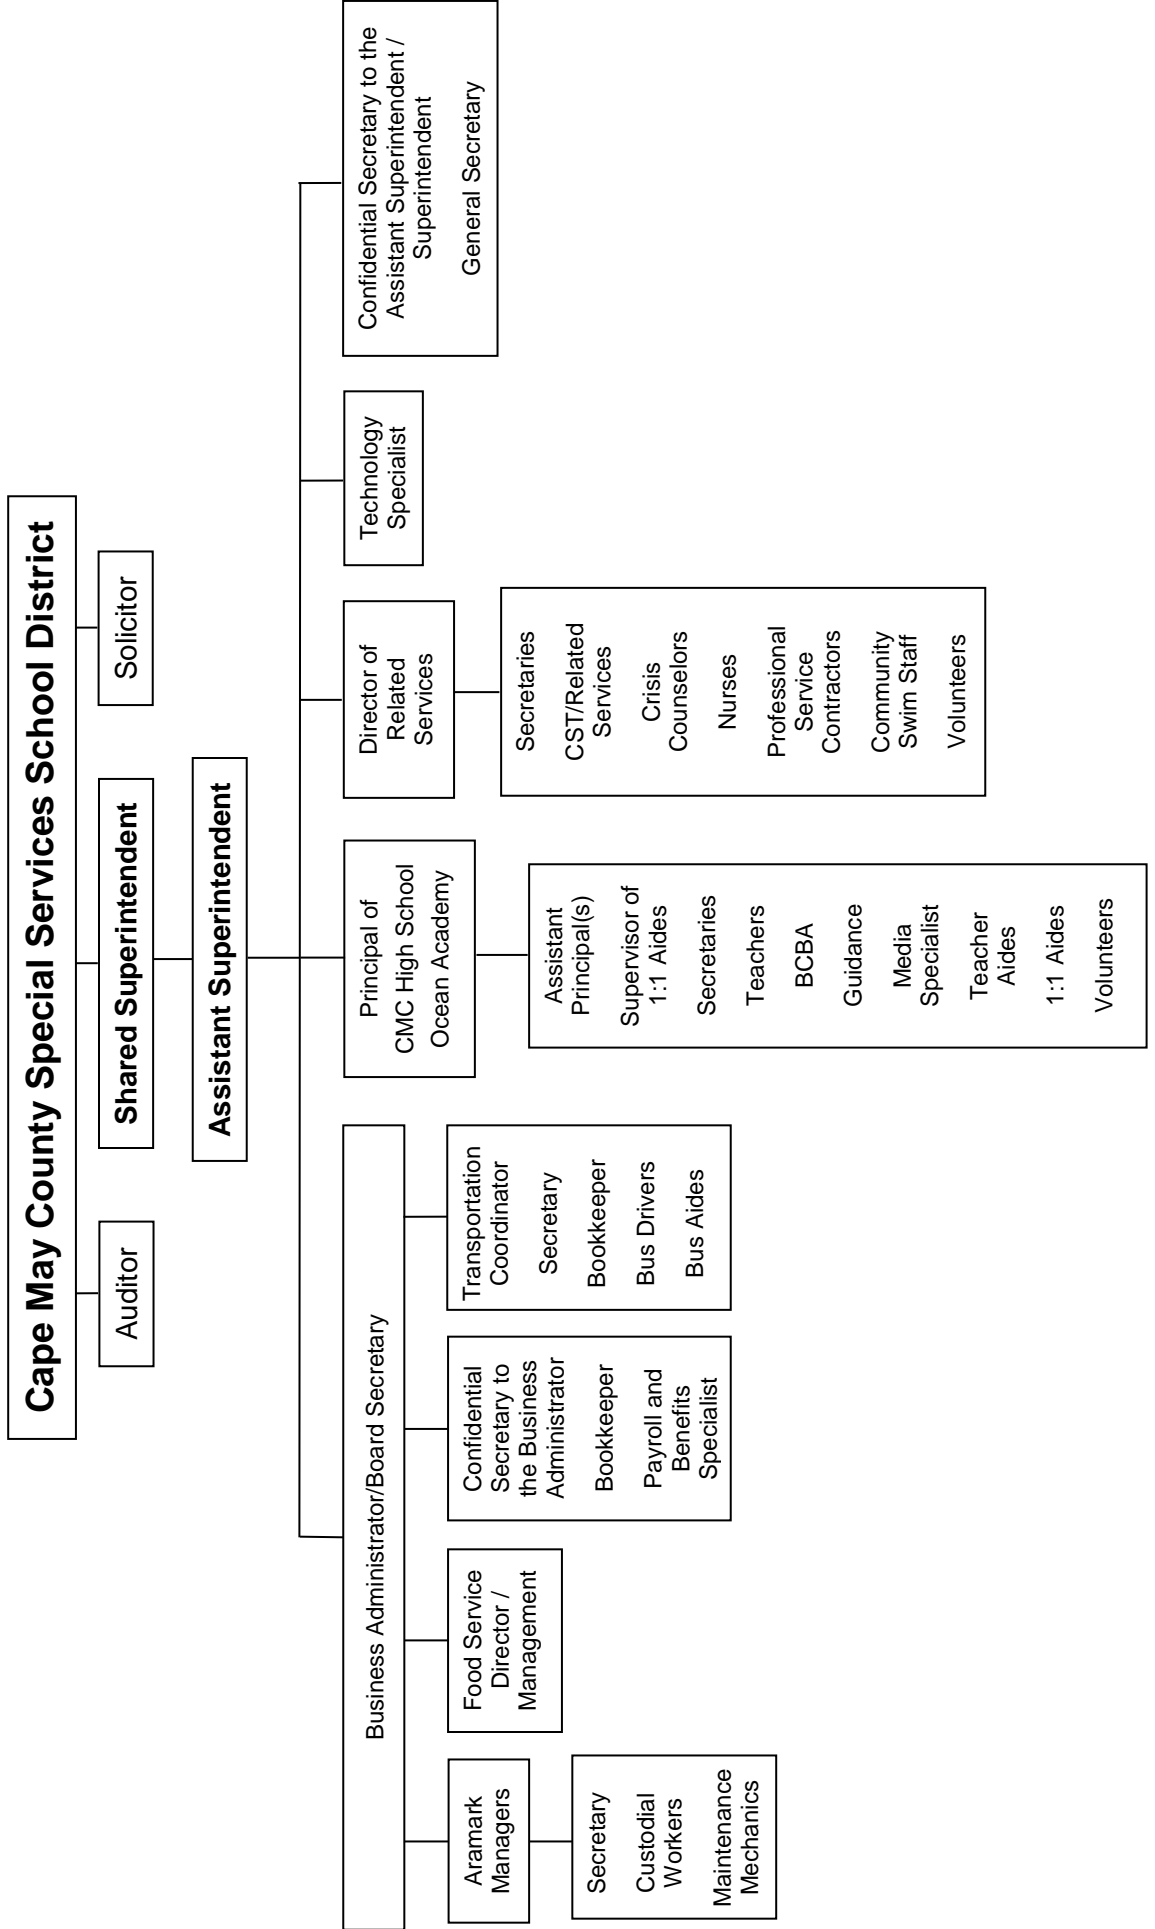 Cape May County Special Services School District
Auditor
Shared Superintendent
Solicitor
Assistant Superintendent
Business Administrator/Board Secretary
Aramark
Managers
Secretary
Custodial
Workers
Maintenance
Mechanics
Food Service
Director /
Management
Confidential
Secretary to
the Business
Administrator
Bookkeeper
Payroll and
Benefits
Specialist
Transportation
Coordinator
Secretary
Bookkeeper
Bus Drivers
Bus Aides
Principal of
CMC High School
Ocean Academy
Assistant
Principal(s)
Supervisor of
1:1 Aides
Secretaries
Teachers
BCBA
Guidance
Media
Specialist
Teacher
Aides
1:1 Aides
Volunteers
Director of
Related
Services
Secretaries
CST/Related
Services
Crisis
Counselors
Nurses
Professional
Service
Contractors
Community
Swim Staff
Volunteers
Technology
Specialist
Confidential Secretary to the
Assistant Superintendent /
Superintendent
General Secretary